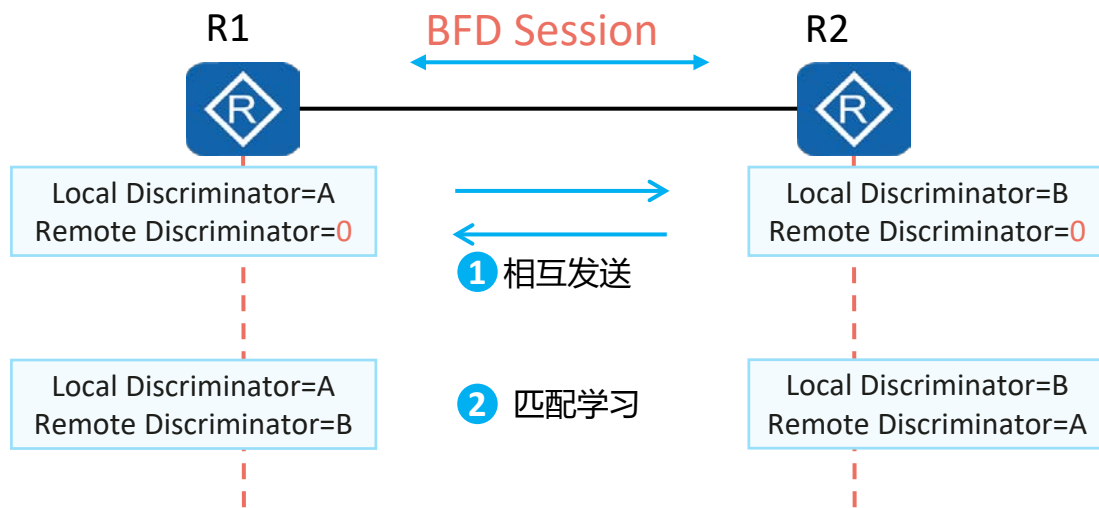 R1
BFD Session
R2
R
R
Local Discriminator=A
Remote Discriminator=0
Local Discriminator=B
Remote Discriminator=0
1 相互发送
Local Discriminator=A
Remote Discriminator=B
2 匹配学习
Local Discriminator=B
Remote Discriminator=A